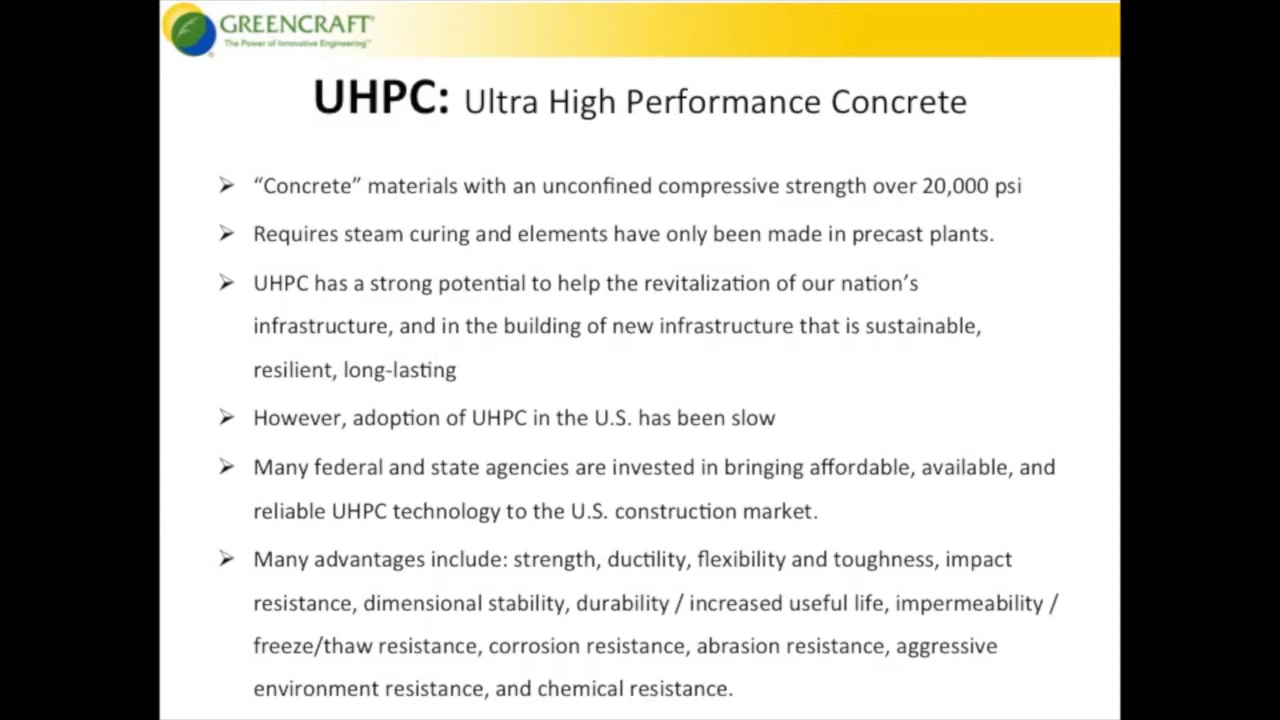 GREENCRAFT®
The Power of Innovative Engineering™
UHPC: Ultra High Performance Concrete
➢ “Concrete” materials with an unconfined compressive strength over 20,000 psi
➢ Requires steam curing and elements have only been made in precast plants.
➢ UHPC has a strong potential to help the revitalization of our nation’s
infrastructure, and in the building of new infrastructure that is sustainable,
resilient, long-lasting
➢ However, adoption of UHPC in the U.S. has been slow
➢ Many federal and state agencies are invested in bringing affordable, available, and
reliable UHPC technology to the U.S. construction market.
➢ Many advantages include: strength, ductility, flexibility and toughness, impact
resistance, dimensional stability, durability / increased useful life, impermeability /
freeze/thaw resistance, corrosion resistance, abrasion resistance, aggressive
environment resistance, and chemical resistance.